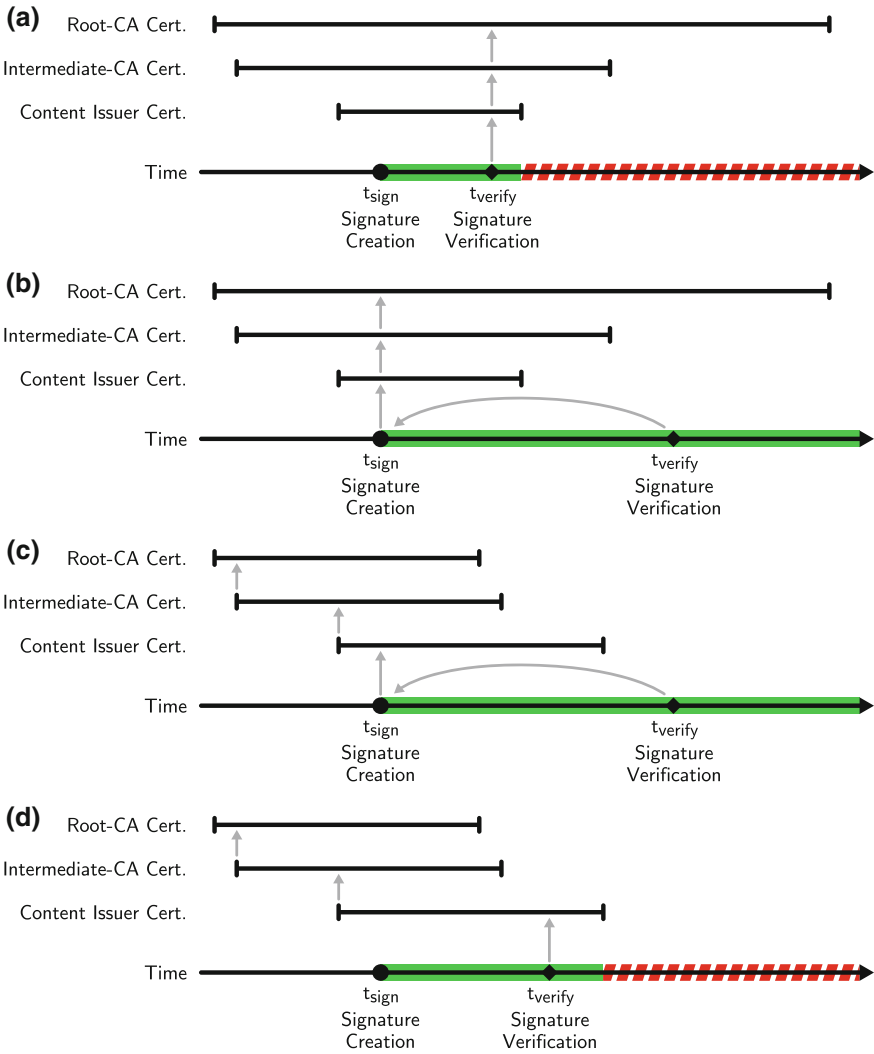 (a)
Root-CA Cert.
Intermediate-CA Cert.
Content Issuer Cert.
Time
tsign
Signature
Creation
tverify
Signature
Verification
(b)
Root-CA Cert.
Intermediate-CA Cert.
Content Issuer Cert.
Time
tsign
Signature
Creation
tverify
Signature
Verification
(c)
Root-CA Cert.
Intermediate-CA Cert.
Content Issuer Cert.
Time
tsign
Signature
Creation
tverify
Signature
Verification
(d)
Root-CA Cert.
Intermediate-CA Cert.
Content Issuer Cert.
Time
tsign
Signature
Creation
tverify
Signature
Verification